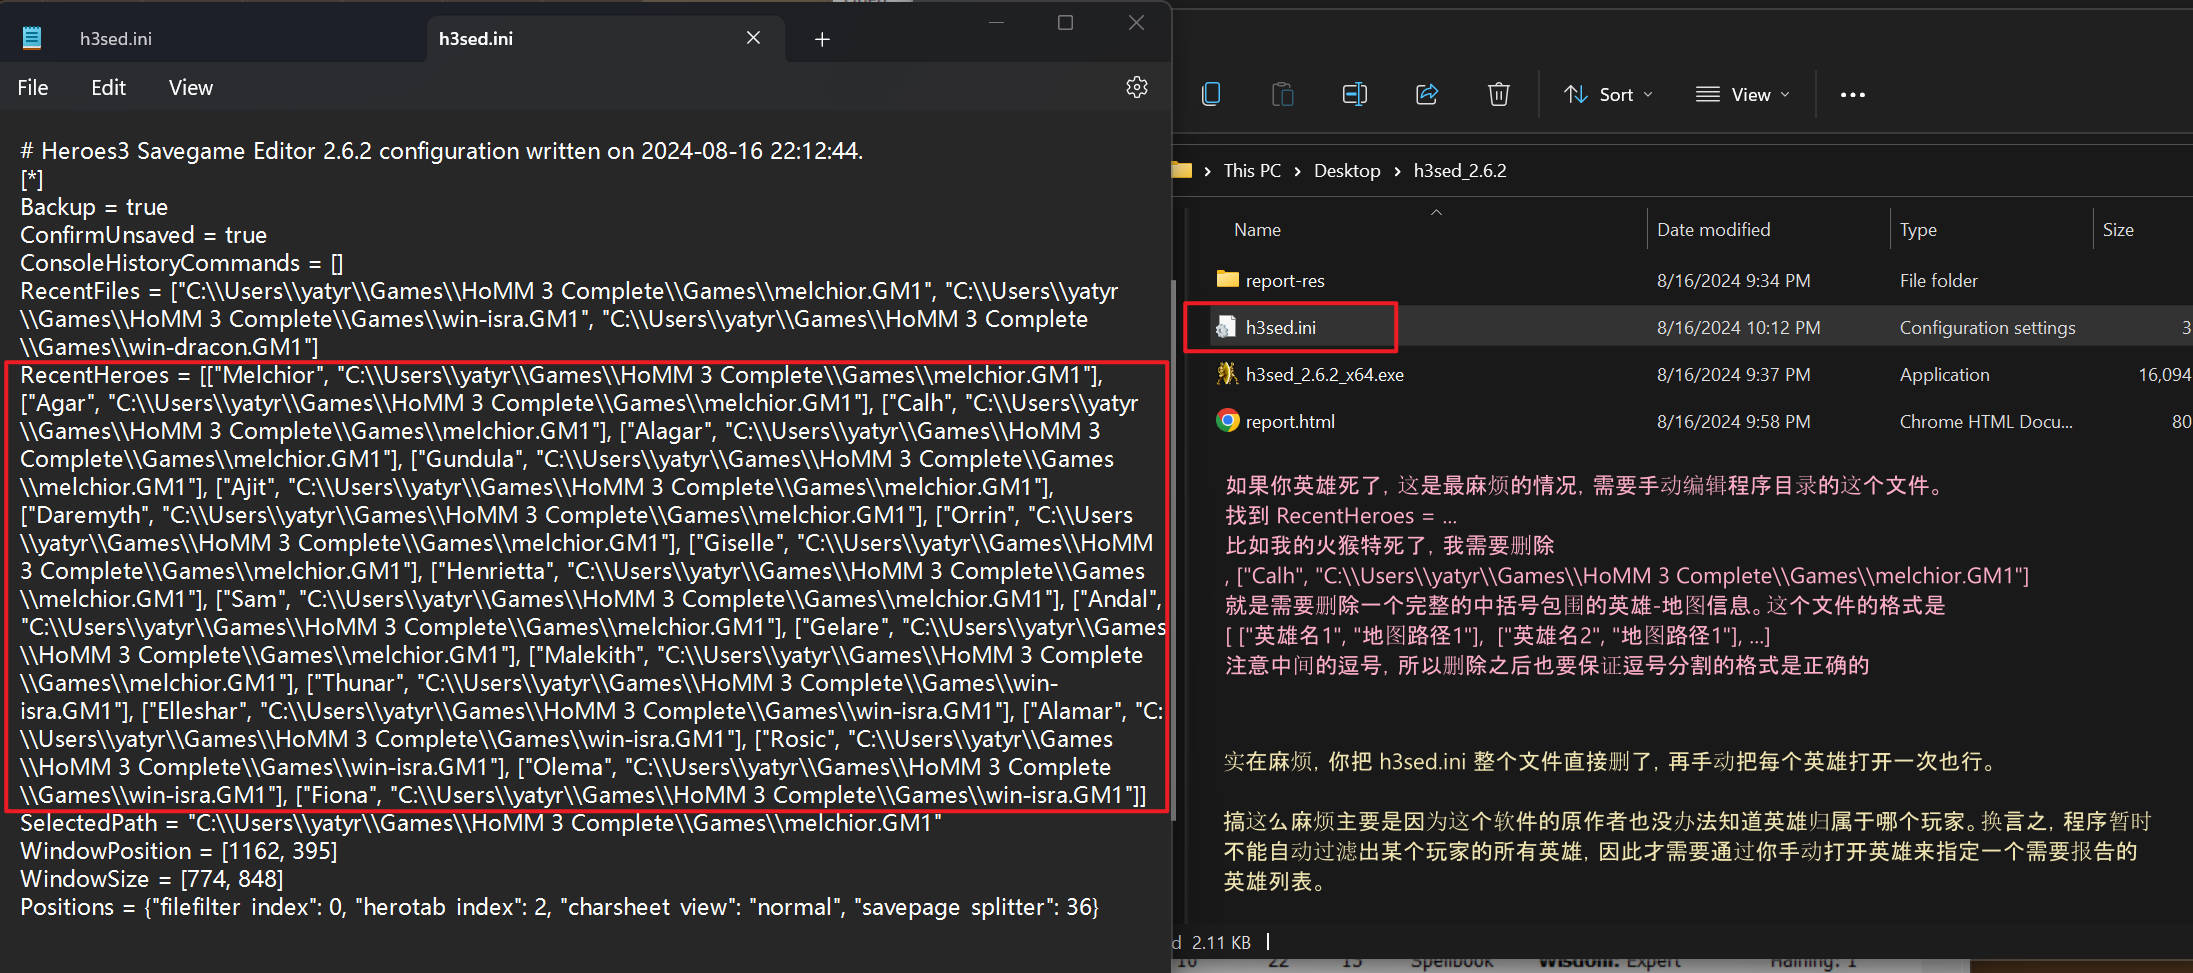 h3sed.ini
h3sed.ini
File Edit View
# Heroes3 Savegame Editor 2.6.2 configuration written on 2024-08-16 22:12:44.
[*]
Backup = true
ConfirmUnsaved = true
ConsoleHistoryCommands = []
RecentFiles = ["C:\\Users\\yatyr\\Games\\HoMM 3 Complete\\Games\\melchior.GM1", "C:\\Users\\yatyr
\\Games\\HoMM 3 Complete\\Games\\win-isra.GM1", "C:\\Users\\yatyr\\Games\\HoMM 3 Complete
\\Games\\win-dracon.GM1"]
RecentHeroes = [["Melchior", "C:\\Users\\yatyr\\Games\\HoMM 3 Complete\\Games\\melchior.GM1"],
["Agar", "C:\\Users\\yatyr\\Games\\HoMM 3 Complete\\Games\\melchior.GM1"], ["Calh", "C:\\Users\\yatyr
\\Games\\HoMM 3 Complete\\Games\\melchior.GM1"], ["Alagar", "C:\\Users\\yatyr\\Games\\HoMM 3
Complete\\Games\\melchior.GM1"], ["Gundula", "C:\\Users\\yatyr\\Games\\HoMM 3 Complete\\Games
\\melchior.GM1"], ["Ajit", "C:\\Users\\yatyr\\Games\\HoMM 3 Complete\\Games\\melchior.GM1"],
["Daremyth", "C:\\Users\\yatyr\\Games\\HoMM 3 Complete\\Games\\melchior.GM1"], ["Orrin", "C:\\Users
\\yatyr\\Games\\HoMM 3 Complete\\Games\\melchior.GM1"], ["Giselle", "C:\\Users\\yatyr\\Games\\HoMM
3 Complete\\Games\\melchior.GM1"], ["Henrietta", "C:\\Users\\yatyr\\Games\\HoMM 3 Complete\\Games
\\melchior.GM1"], ["Sam", "C:\\Users\\yatyr\\Games\\HoMM 3 Complete\\Games\\melchior.GM1"], ["Andal",
"C:\\Users\\yatyr\\Games\\HoMM 3 Complete\\Games\\melchior.GM1"], ["Gelare", "C:\\Users\\yatyr\\Games
\\HoMM 3 Complete\\Games\\melchior.GM1"], ["Malekith", "C:\\Users\\yatyr\\Games\\HoMM 3 Complete
\\Games\\melchior.GM1"], ["Thunar", "C:\\Users\\yatyr\\Games\\HoMM 3 Complete\\Games\\win-
isra.GM1"], ["Elleshar", "C:\\Users\\yatyr\\Games\\HoMM 3 Complete\\Games\\win-isra.GM1"], ["Alamar", "C:
\\Users\\yatyr\\Games\\HoMM 3 Complete\\Games\\win-isra.GM1"], ["Rosic", "C:\\Users\\yatyr\\Games
\\HoMM 3 Complete\\Games\\win-isra.GM1"], ["Olema", "C:\\Users\\yatyr\\Games\\HoMM 3 Complete
\\Games\\win-isra.GM1"], ["Fiona", "C:\\Users\\yatyr\\Games\\HoMM 3 Complete\\Games\\win-isra.GM1"]]
SelectedPath = "C:\\Users\\yatyr\\Games\\HoMM 3 Complete\\Games\\melchior.GM1"
WindowPosition = [1162, 395]
WindowSize = [774, 848]
Positions = {"filefilter_index": 0, "herotab_index": 2, "charsheet_view": "normal", "savepage_splitter": 36}
Sort View
This PC > Desktop > h3sed_2.6.2
Name Date modified Type Size
report-res 8/16/2024 9:34 PM File folder
h3sed.ini 8/16/2024 10:12 PM Configuration settings 3
h3sed_2.6.2_x64.exe 8/16/2024 9:37 PM Application 16,094
report.html 8/16/2024 9:58 PM Chrome HTML Docu... 80
如果你英雄死了, 这是最麻烦的情况, 需要手动编辑程序目录的这个文件。
找到 RecentHeroes = ...
比如我的火猴特死了, 我需要删除
, ["Calh", "C:\\Users\\yatyr\\Games\\HoMM 3 Complete\\Games\\melchior.GM1"]
就是需要删除一个完整的中括号包围的英雄-地图信息。这个文件的格式是
[ ["英雄名1", "地图路径1"], ["英雄名2", "地图路径1"], ...]
注意中间的逗号, 所以删除之后也要保证逗号分割的格式是正确的
实在麻烦, 你把 h3sed.ini 整个文件直接删了, 再手动把每个英雄打开一次也行。
搞这么麻烦主要是因为这个软件的原作者也没办法知道英雄归属于哪个玩家。换言之, 程序暂时
不能自动过滤出某个玩家的所有英雄, 因此才需要通过你手动打开英雄来指定一个需要报告的
英雄列表。
d 2.11 KB
Spellbook Wisdom: Expert